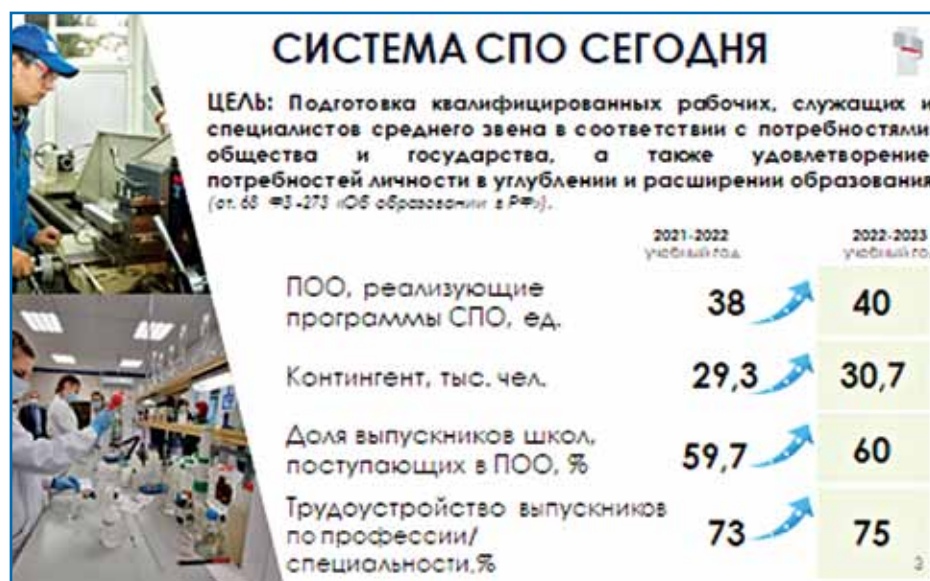 СИСТЕМА СПО СЕГОДНЯ
ЦЕЛЬ: Подготовка квалифицированных рабочих, служащих и
специалистов среднего звена в соответствии с потребностями
общества и государства, а также удовлетворение
потребностей личности в углублении и расширении образования
(ст. 68 ФЗ-273 «Об образовании в РФ»).
2021-2022 2022-2023
учебный год учебный го
ПОО, реализующие
программы СПО, ед. 38 40
Контингент, тыс. чел. 29,3 30,7
Доля выпускников школ,
поступающих в ПОО, % 59,7 60
Трудоустройство выпускников
по профессии/ 73 75
специальности,%
2